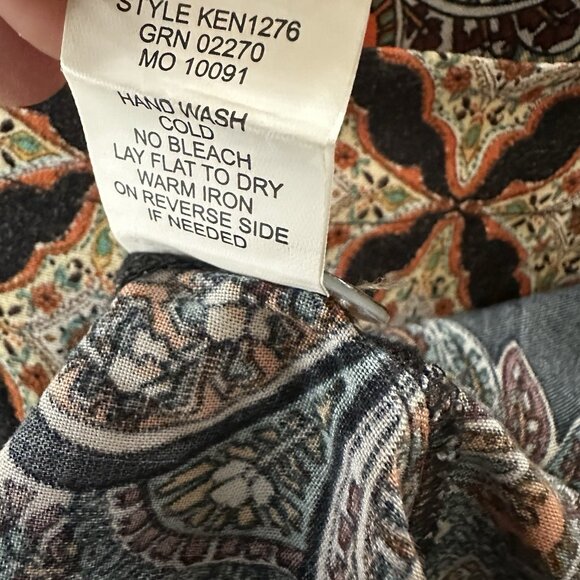 STYLE KEN1276
GRN 02270
MO 10091
HAND WASH
COLD
NO BLEACH
LAY FLAT TO DRY
WARM IRON
ON REVERSE SIDE
IF NEEDED